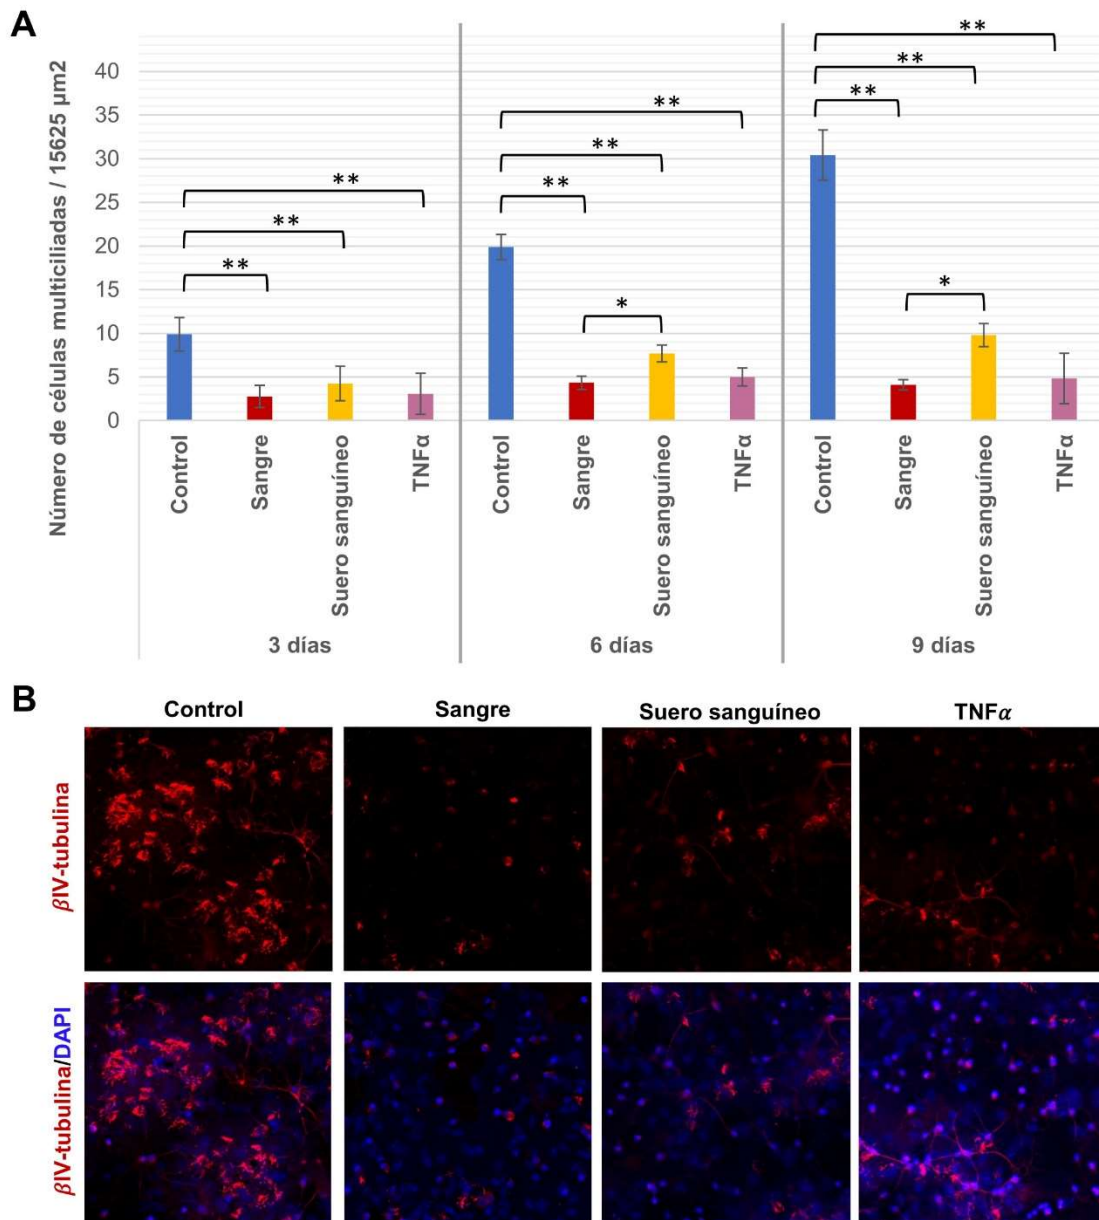 A
Número de células multiciliadas / 15625 µm2
40
35
30
25
20
15
10
5
0
**
**
**
**
**
**
*
**
**
**
*
Control
Sangre
Suero sanguíneo
TNFα
Control
Sangre
Suero sanguíneo
TNFα
Control
Sangre
Suero sanguíneo
TNFα
3 días
6 días
9 días
B
Control
Sangre
Suero sanguíneo
TNFα
βIV-tubulina
βIV-tubulina/DAPI